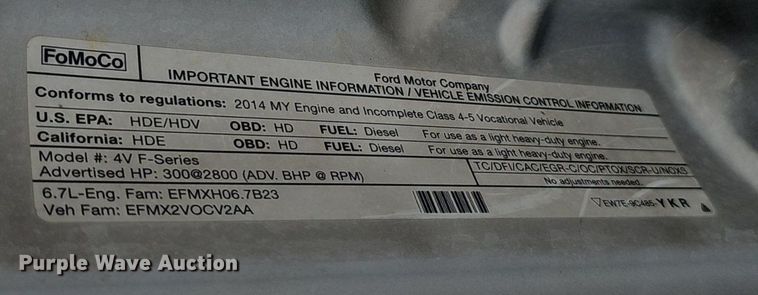 FoMoCo
Ford Motor Company
IMPORTANT ENGINE INFORMATION / VEHICLE EMISSION CONTROL INFORMATION
Conforms to regulations: 2014 MY Engine and Incomplete Class 4-5 Vocational Vehicle
U.S. EPA: HDE/HDV OBD: HD FUEL: Diesel For use as a light heavy-duty engine.
California: HDE OBD: HD FUEL: Diesel For use as a light heavy-duty engine.
Model #: 4V F-Series
Advertised HP: 300@2800 (ADV. BHP @ RPM)
TC/DFI/CAC/EGR-C/OC/PTOX/SCR-U/NOXS
No adjustments needed.
6.7L-Eng. Fam: EFMXH06.7B23
Veh Fam: EFMX2VOCV2AA
EW7E-9C485-YKR
Purple Wave Auction